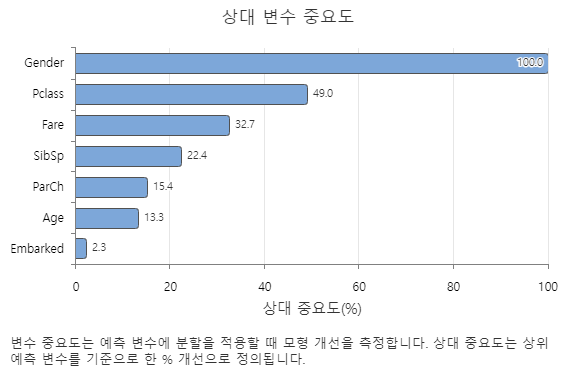 상대 변수 중요도
Gender 100.0
Pclass 49.0
Fare 32.7
SibSp 22.4
ParCh 15.4
Age 13.3
Embarked 2.3
0 20 40 60 80 100
상대 중요도(%)
변수 중요도는 예측 변수에 분할을 적용할 때 모형 개선을 측정합니다. 상대 중요도는 상위
예측 변수를 기준으로 한 % 개선으로 정의됩니다.